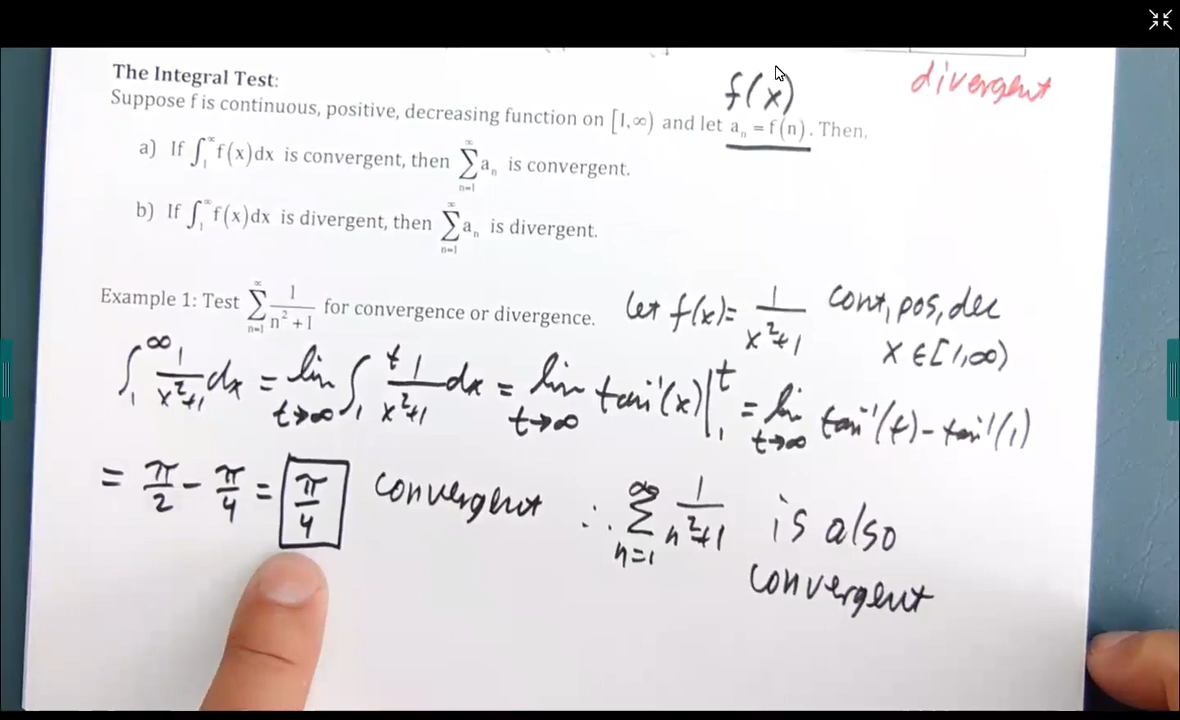 divergent
The Integral Test:
f(x)
Suppose f is continuous, positive, decreasing function on [1,∞) and let aₙ = f(n). Then,
a) If ∫₁^∞ f(x)dx is convergent, then ∑_{n=1}^∞ aₙ is convergent.
b) If ∫₁^∞ f(x)dx is divergent, then ∑_{n=1}^∞ aₙ is divergent.
Example 1: Test ∑_{n=1}^∞ 1/(n²+1) for convergence or divergence.
let f(x)= 1/(x²+1) cont, pos, dec
x ∈ [1,∞)
∫₁^∞ 1/(x²+1) dx = lim_{t→∞} ∫₁^t 1/(x²+1) dx = lim_{t→∞} tan⁻¹(x)|₁^t = lim_{t→∞} tan⁻¹(t) - tan⁻¹(1)
= π/2 - π/4 = π/4 convergent ∴ ∑_{n=1}^∞ 1/(n²+1) is also
convergent